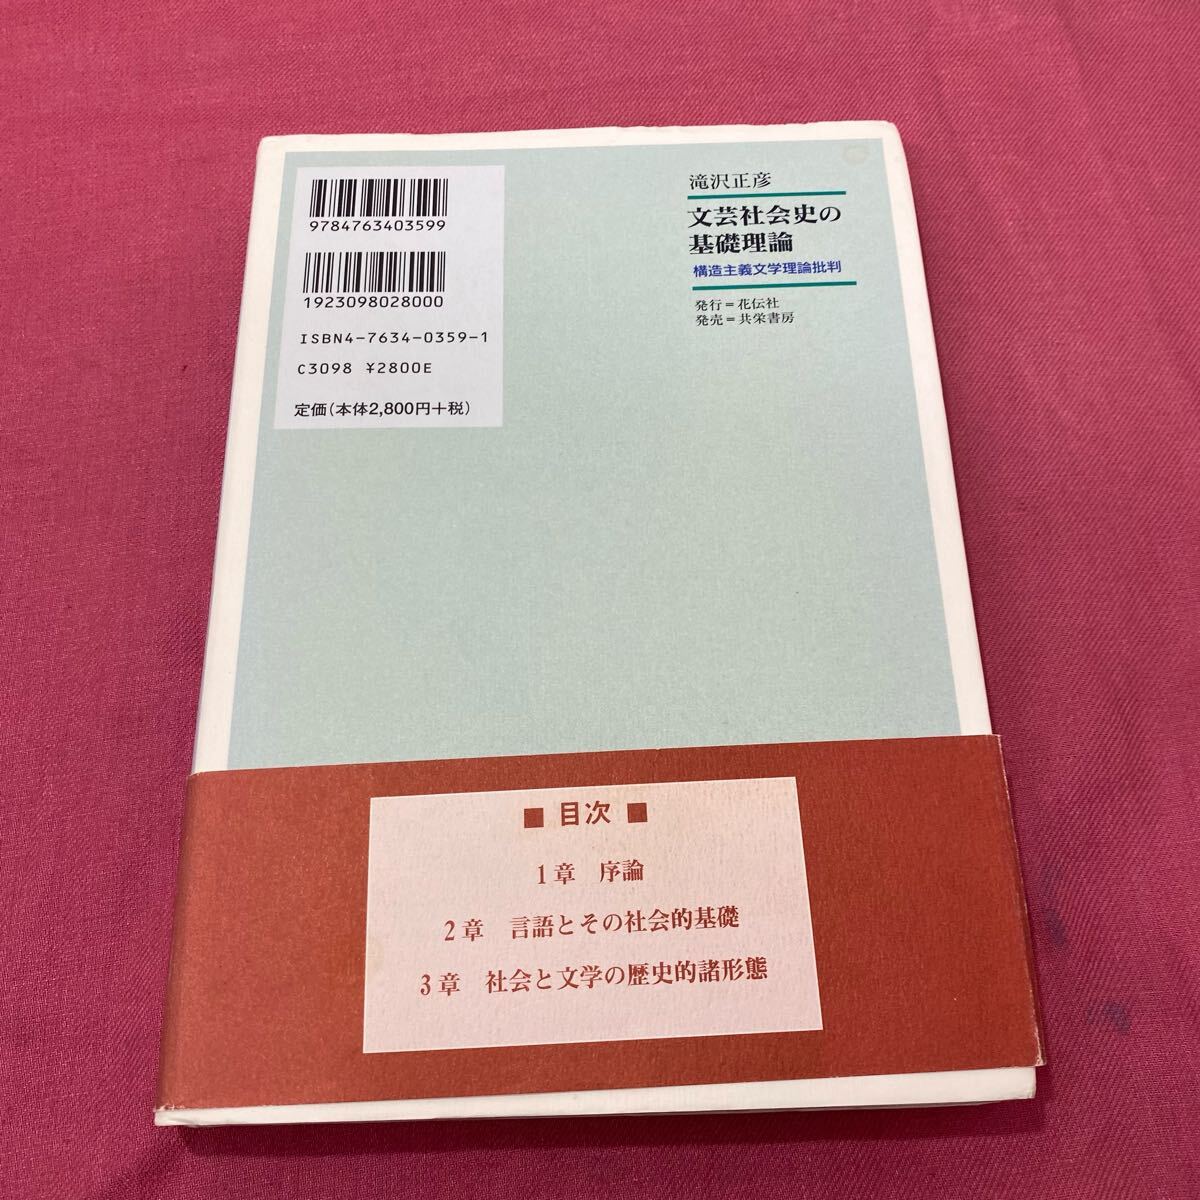 9784763403599
1923098028000
ISBN4-7634-0359-1
C3098 ¥2800E
定価(本体2,800円+税)
滝沢正彦
文芸社会史の
基礎理論
構造主義文学理論批判
発行=花伝社
発売=共栄書房
■ 目次 ■
1章 序論
2章 言語とその社会的基礎
3章 社会と文学の歴史的諸形態